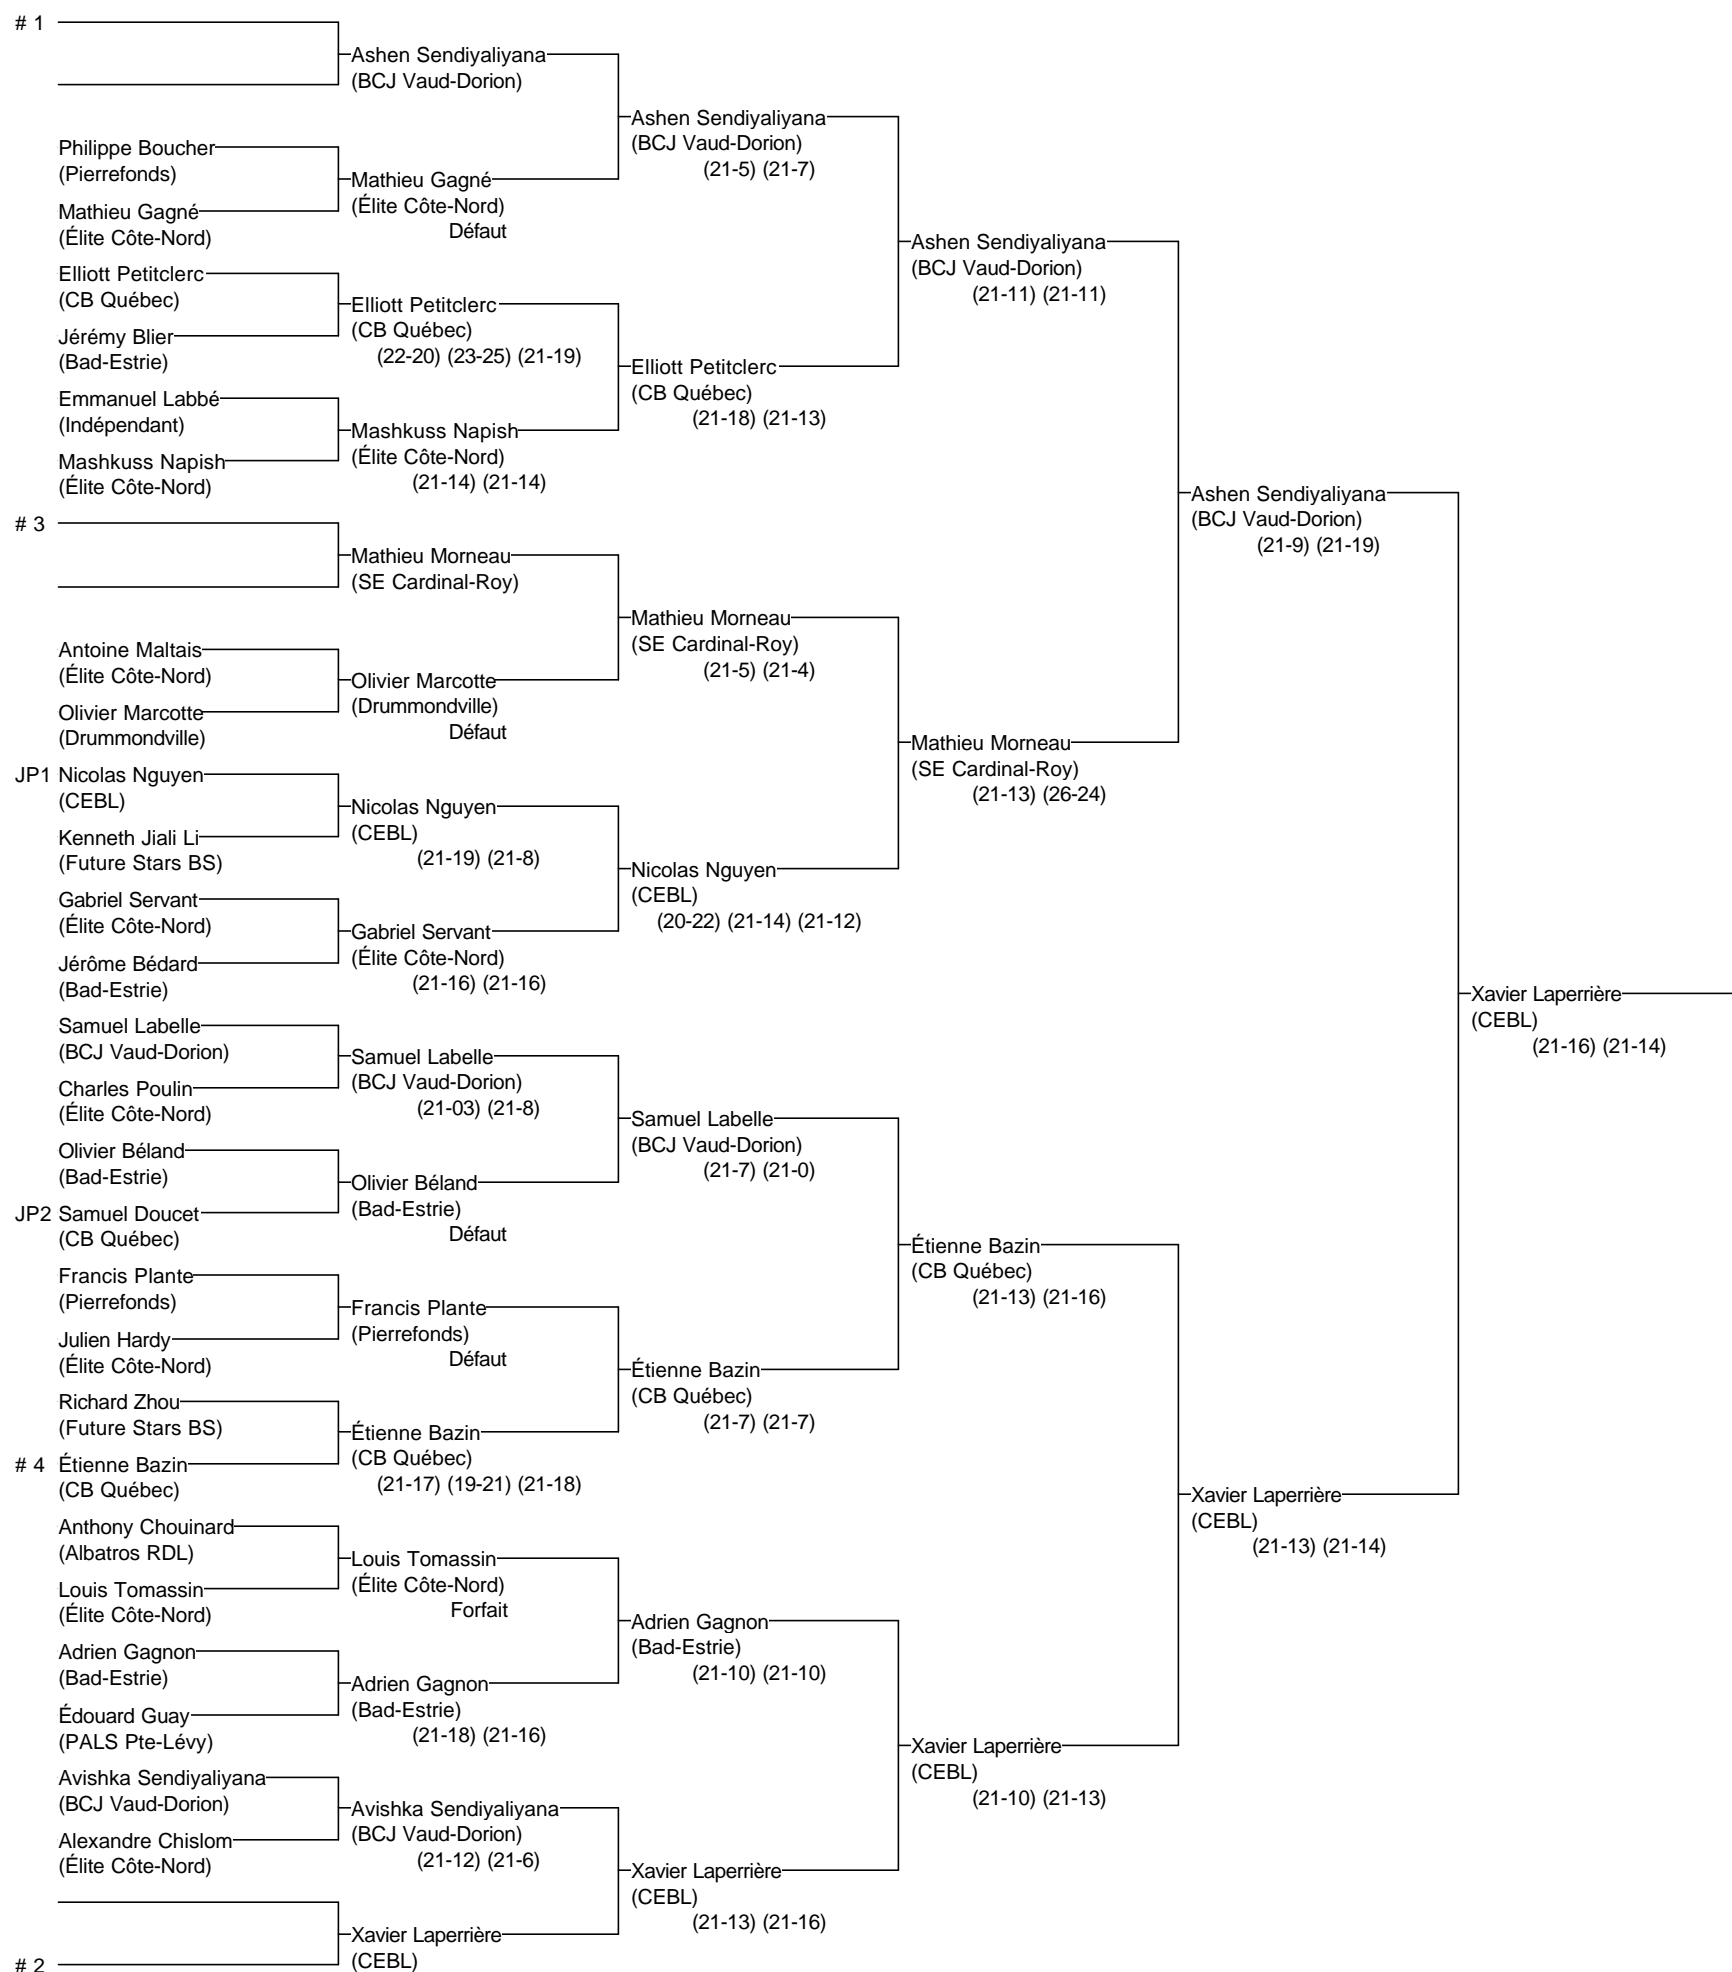 # 1
Ashen Sendiyaliyana
(BCJ Vaud-Dorion)
Ashen Sendiyaliyana
(BCJ Vaud-Dorion)
(21-5) (21-7)
Philippe Boucher
(Pierrefonds)
Mathieu Gagné
(Élite Côte-Nord)
Défaut
Mathieu Gagné
(Élite Côte-Nord)
Ashen Sendiyaliyana
(BCJ Vaud-Dorion)
(21-11) (21-11)
Elliott Petitclerc
(CB Québec)
Elliott Petitclerc
(CB Québec)
(22-20) (23-25) (21-19)
Jérémy Blier
(Bad-Estrie)
Elliott Petitclerc
(CB Québec)
(21-18) (21-13)
Emmanuel Labbé
(Indépendant)
Mashkuss Napish
(Élite Côte-Nord)
(21-14) (21-14)
Mashkuss Napish
(Élite Côte-Nord)
Ashen Sendiyaliyana
(BCJ Vaud-Dorion)
(21-9) (21-19)
# 3
Mathieu Morneau
(SE Cardinal-Roy)
Mathieu Morneau
(SE Cardinal-Roy)
(21-5) (21-4)
Antoine Maltais
(Élite Côte-Nord)
Olivier Marcotte
(Drummondville)
Défaut
Olivier Marcotte
(Drummondville)
Mathieu Morneau
(SE Cardinal-Roy)
(21-13) (26-24)
JP1 Nicolas Nguyen
(CEBL)
Nicolas Nguyen
(CEBL)
(21-19) (21-8)
Kenneth Jiali Li
(Future Stars BS)
Nicolas Nguyen
(CEBL)
(20-22) (21-14) (21-12)
Gabriel Servant
(Élite Côte-Nord)
Gabriel Servant
(Élite Côte-Nord)
(21-16) (21-16)
Jérôme Bédard
(Bad-Estrie)
Xavier Laperrière
(CEBL)
(21-16) (21-14)
Samuel Labelle
(BCJ Vaud-Dorion)
Samuel Labelle
(BCJ Vaud-Dorion)
(21-03) (21-8)
Charles Poulin
(Élite Côte-Nord)
Samuel Labelle
(BCJ Vaud-Dorion)
(21-7) (21-0)
Olivier Béland
(Bad-Estrie)
Olivier Béland
(Bad-Estrie)
Défaut
JP2 Samuel Doucet
(CB Québec)
Étienne Bazin
(CB Québec)
(21-13) (21-16)
Francis Plante
(Pierrefonds)
Francis Plante
(Pierrefonds)
Défaut
Julien Hardy
(Élite Côte-Nord)
Étienne Bazin
(CB Québec)
(21-7) (21-7)
Richard Zhou
(Future Stars BS)
Étienne Bazin
(CB Québec)
(21-17) (19-21) (21-18)
# 4 Étienne Bazin
(CB Québec)
Xavier Laperrière
(CEBL)
(21-13) (21-14)
Anthony Chouinard
(Albatros RDL)
Louis Tomassin
(Élite Côte-Nord)
Forfait
Louis Tomassin
(Élite Côte-Nord)
Adrien Gagnon
(Bad-Estrie)
(21-10) (21-10)
Adrien Gagnon
(Bad-Estrie)
Adrien Gagnon
(Bad-Estrie)
(21-18) (21-16)
Édouard Guay
(PALS Pte-Lévy)
Xavier Laperrière
(CEBL)
(21-10) (21-13)
Avishka Sendiyaliyana
(BCJ Vaud-Dorion)
Avishka Sendiyaliyana
(BCJ Vaud-Dorion)
(21-12) (21-6)
Alexandre Chislom
(Élite Côte-Nord)
Xavier Laperrière
(CEBL)
(21-13) (21-16)
Xavier Laperrière
(CEBL)
# 2